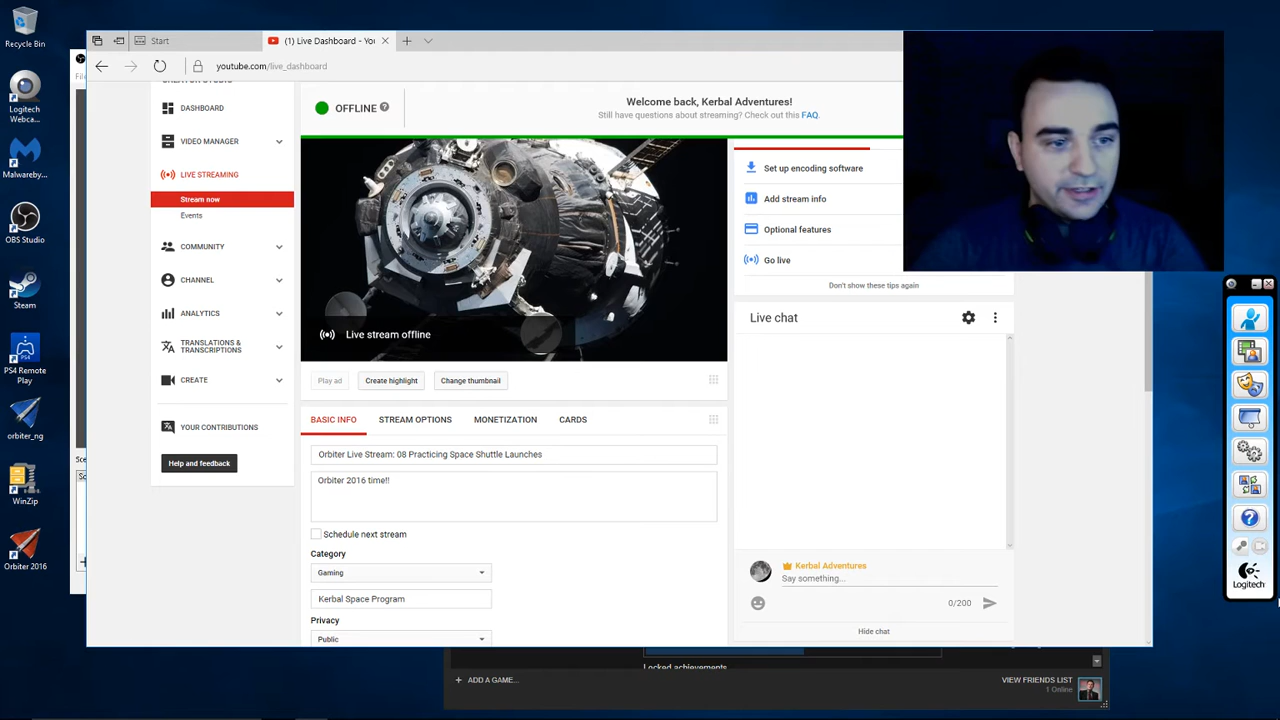 Recycle Bin
Logitech
Webca...
Malwareby...
OBS Studio
Steam
PS4
PS4 Remote
Play
orbiter_ng
WinZip
Orbiter 2016
Start
(1) Live Dashboard - You
youtube.com/live_dashboard
DASHBOARD
VIDEO MANAGER
LIVE STREAMING
Stream now
Events
COMMUNITY
CHANNEL
ANALYTICS
TRANSLATIONS &
TRANSCRIPTIONS
CREATE
YOUR CONTRIBUTIONS
Help and feedback
OFFLINE
Welcome back, Kerbal Adventures!
Still have questions about streaming? Check out this FAQ.
Live stream offline
Play ad
Create highlight
Change thumbnail
BASIC INFO
STREAM OPTIONS
MONETIZATION
CARDS
Orbiter Live Stream: 08 Practicing Space Shuttle Launches
Orbiter 2016 time!!
Schedule next stream
Category
Gaming
Kerbal Space Program
Privacy
Public
Set up encoding software
Add stream info
Optional features
Go live
Don't show these tips again
Live chat
Kerbal Adventures
Say something...
0/200
Hide chat
Locked achievements
ADD A GAME...
VIEW FRIENDS LIST
1 Online
Logitech